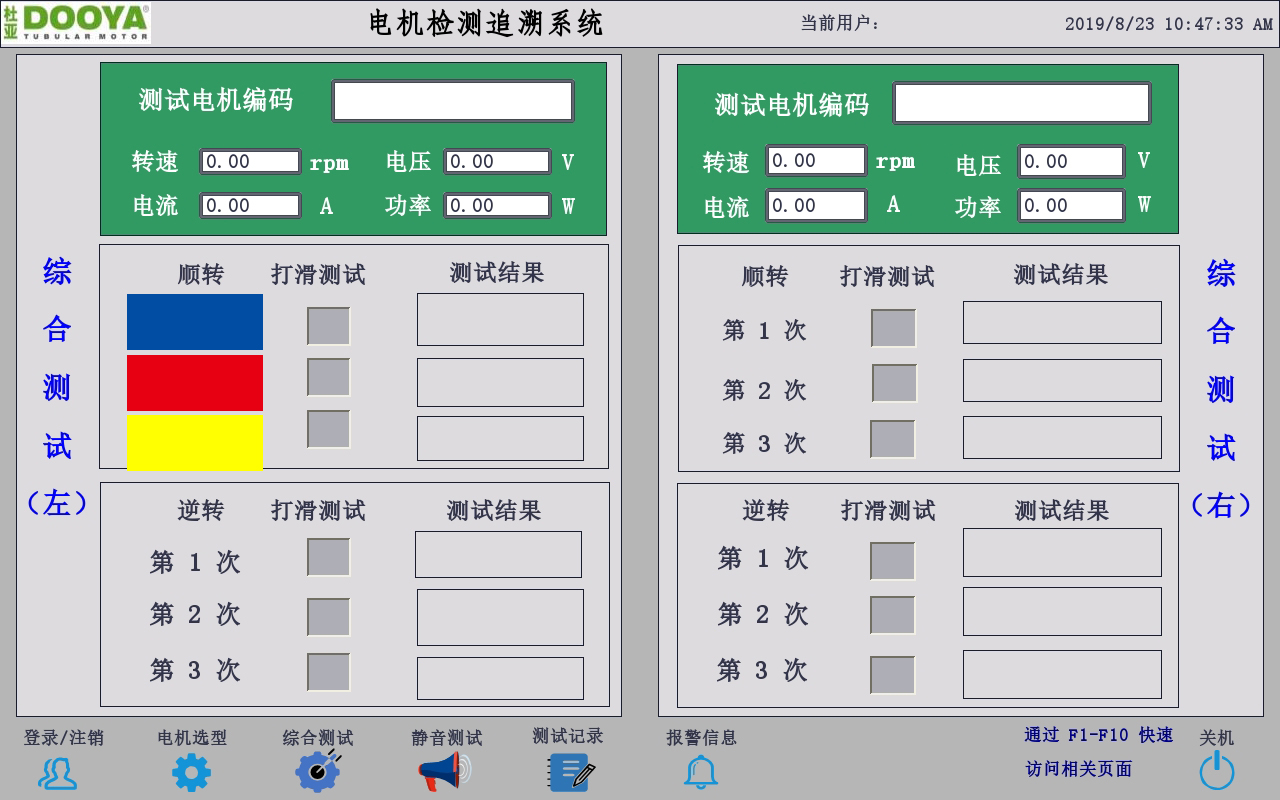 杜亚 DOOYA®
TUBULAR MOTOR
电机检测追溯系统
当前用户：
2019/8/23 10:47:33 AM
测试电机编码
转速 0.00 rpm 电压 0.00 V
电流 0.00 A 功率 0.00 W
综合测试（左）
顺转 打滑测试 测试结果
逆转 打滑测试 测试结果
第 1 次
第 2 次
第 3 次
测试电机编码
转速 0.00 rpm 电压 0.00 V
电流 0.00 A 功率 0.00 W
顺转 打滑测试 测试结果
第 1 次
第 2 次
第 3 次
逆转 打滑测试 测试结果
第 1 次
第 2 次
第 3 次
综合测试（右）
登录/注销 电机选型 综合测试 静音测试 测试记录 报警信息
通过 F1-F10 快速
访问相关页面
关机